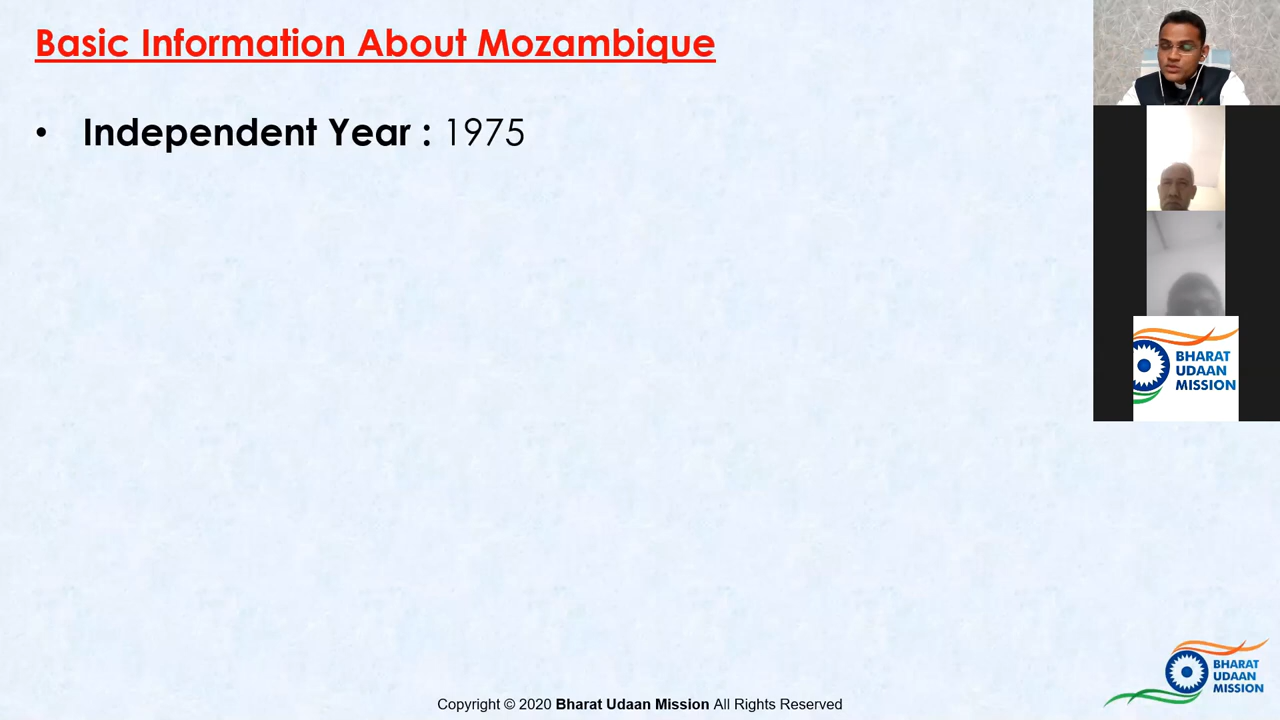 Basic Information About Mozambique
• Independent Year : 1975
BHARAT
UDAAN
MISSION
BHARAT
UDAAN
MISSION
Copyright © 2020 Bharat Udaan Mission All Rights Reserved